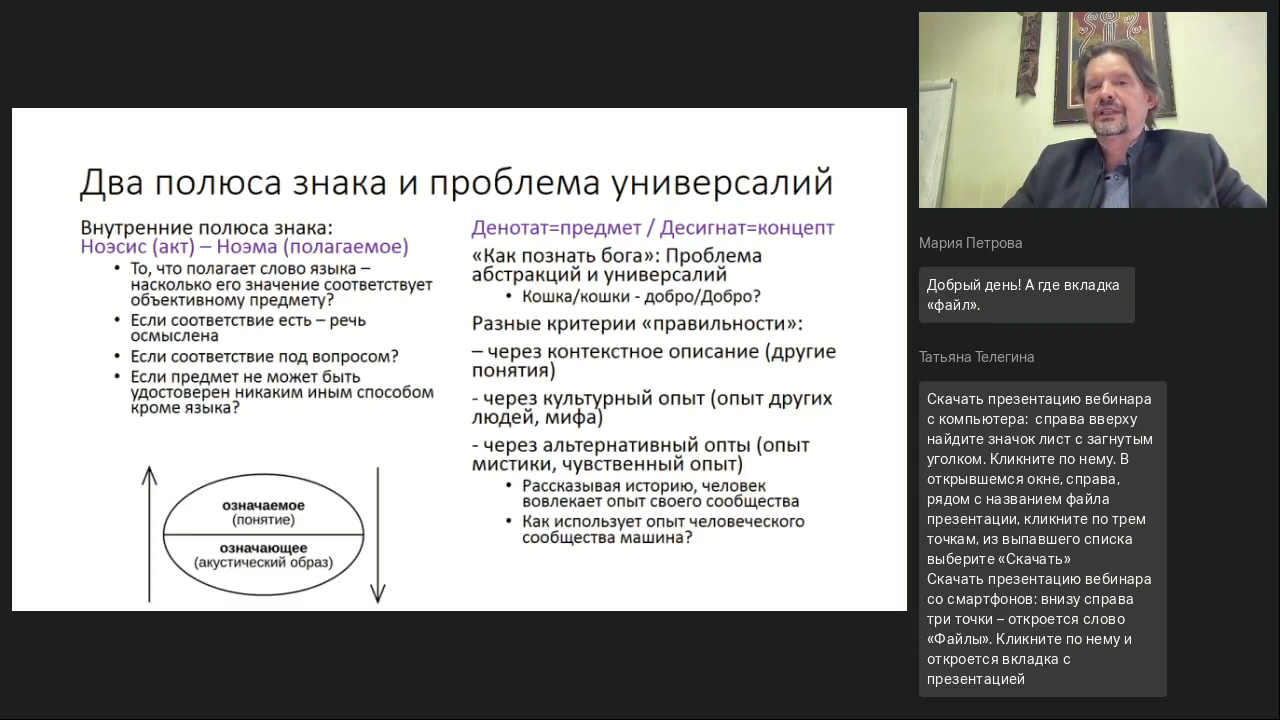 Два полюса знака и проблема универсалий
Внутренние полюса знака:
Ноэсис (акт) – Ноэма (полагаемое)
• То, что полагает слово языка –
насколько его значение соответствует
объективному предмету?
• Если соответствие есть – речь
осмыслена
• Если соответствие под вопросом?
• Если предмет не может быть
удостоверен никаким иным способом
кроме языка?
означаемое
(понятие)
означающее
(акустический образ)
Денотат=предмет / Десигнат=концепт
«Как познать бога»: Проблема
абстракций и универсалий
• Кошка/кошки - добро/Добро?
Разные критерии «правильности»:
– через контекстное описание (другие
понятия)
- через культурный опыт (опыт других
людей, мифа)
- через альтернативный опты (опыт
мистики, чувственный опыт)
• Рассказывая историю, человек
вовлекает опыт своего сообщества
• Как использует опыт человеческого
сообщества машина?
Мария Петрова
Добрый день! А где вкладка
«файл».
Татьяна Телегина
Скачать презентацию вебинара
с компьютера: справа вверху
найдите значок лист с загнутым
уголком. Кликните по нему. В
открывшемся окне, справа,
рядом с названием файла
презентации, кликните по трем
точкам, из выпавшего списка
выберите «Скачать»
Скачать презентацию вебинара
со смартфонов: внизу справа
три точки – откроется слово
«Файлы». Кликните по нему и
откроется вкладка с
презентацией